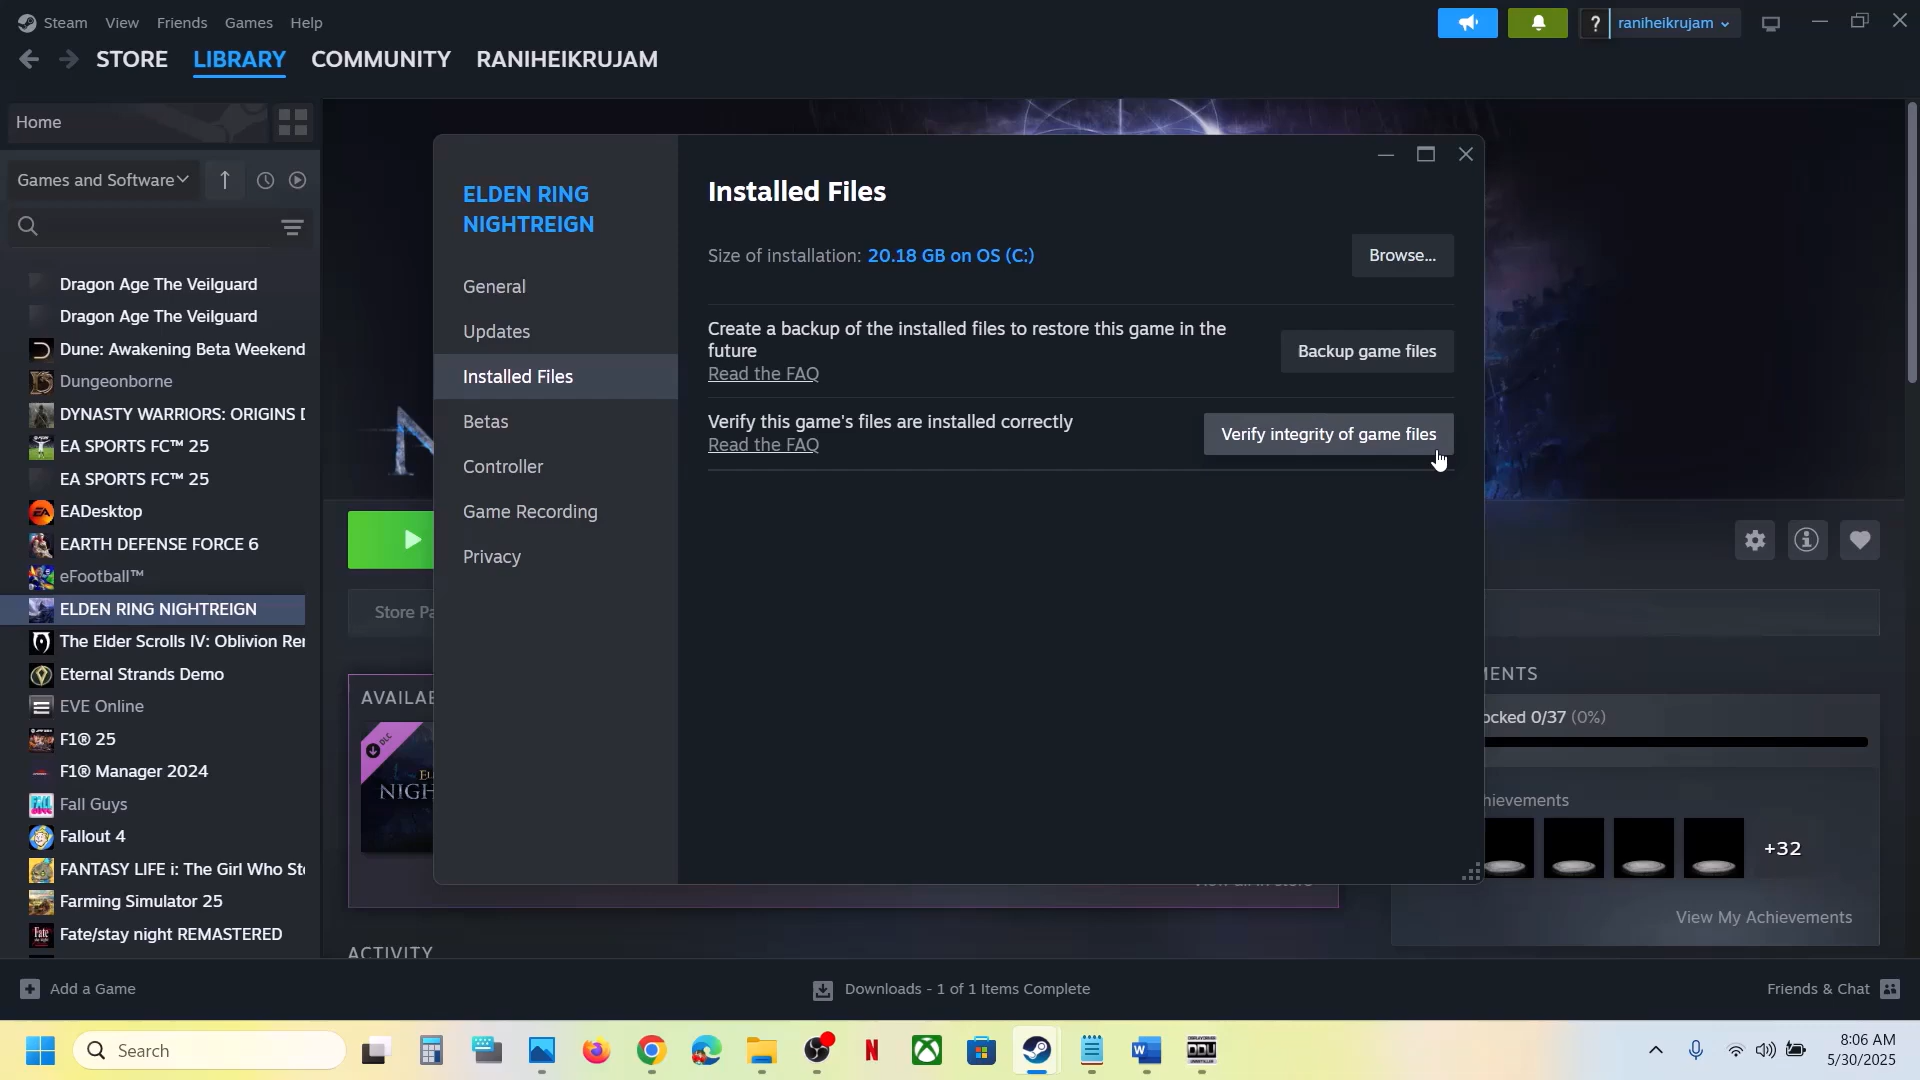 Steam View Friends Games Help
raniheikrujam
STORE LIBRARY COMMUNITY RANIHEIKRUJAM
Home
Games and Software
Dragon Age The Veilguard
Dragon Age The Veilguard
Dune: Awakening Beta Weekend
Dungeonborne
DYNASTY WARRIORS: ORIGINS
EA SPORTS FC™ 25
EA SPORTS FC™ 25
EADesktop
EARTH DEFENSE FORCE 6
eFootball™
ELDEN RING NIGHTREIGN
The Elder Scrolls IV: Oblivion
Eternal Strands Demo
EVE Online
F1® 25
F1® Manager 2024
Fall Guys
Fallout 4
FANTASY LIFE i: The Girl Who
Farming Simulator 25
Fate/stay night REMASTERED
ELDEN RING
NIGHTREIGN
General
Updates
Installed Files
Betas
Controller
Game Recording
Privacy
Installed Files
Size of installation: 20.18 GB on OS (C:)
Browse...
Create a backup of the installed files to restore this game in the
future
Read the FAQ
Backup game files
Verify this game's files are installed correctly
Read the FAQ
Verify integrity of game files
Store
+32
View My Achievements
ACTIVITY
0/37 (0%)
DLC
Add a Game
Downloads - 1 of 1 Items Complete
Friends & Chat
Search
DDU
8:06 AM
5/30/2025